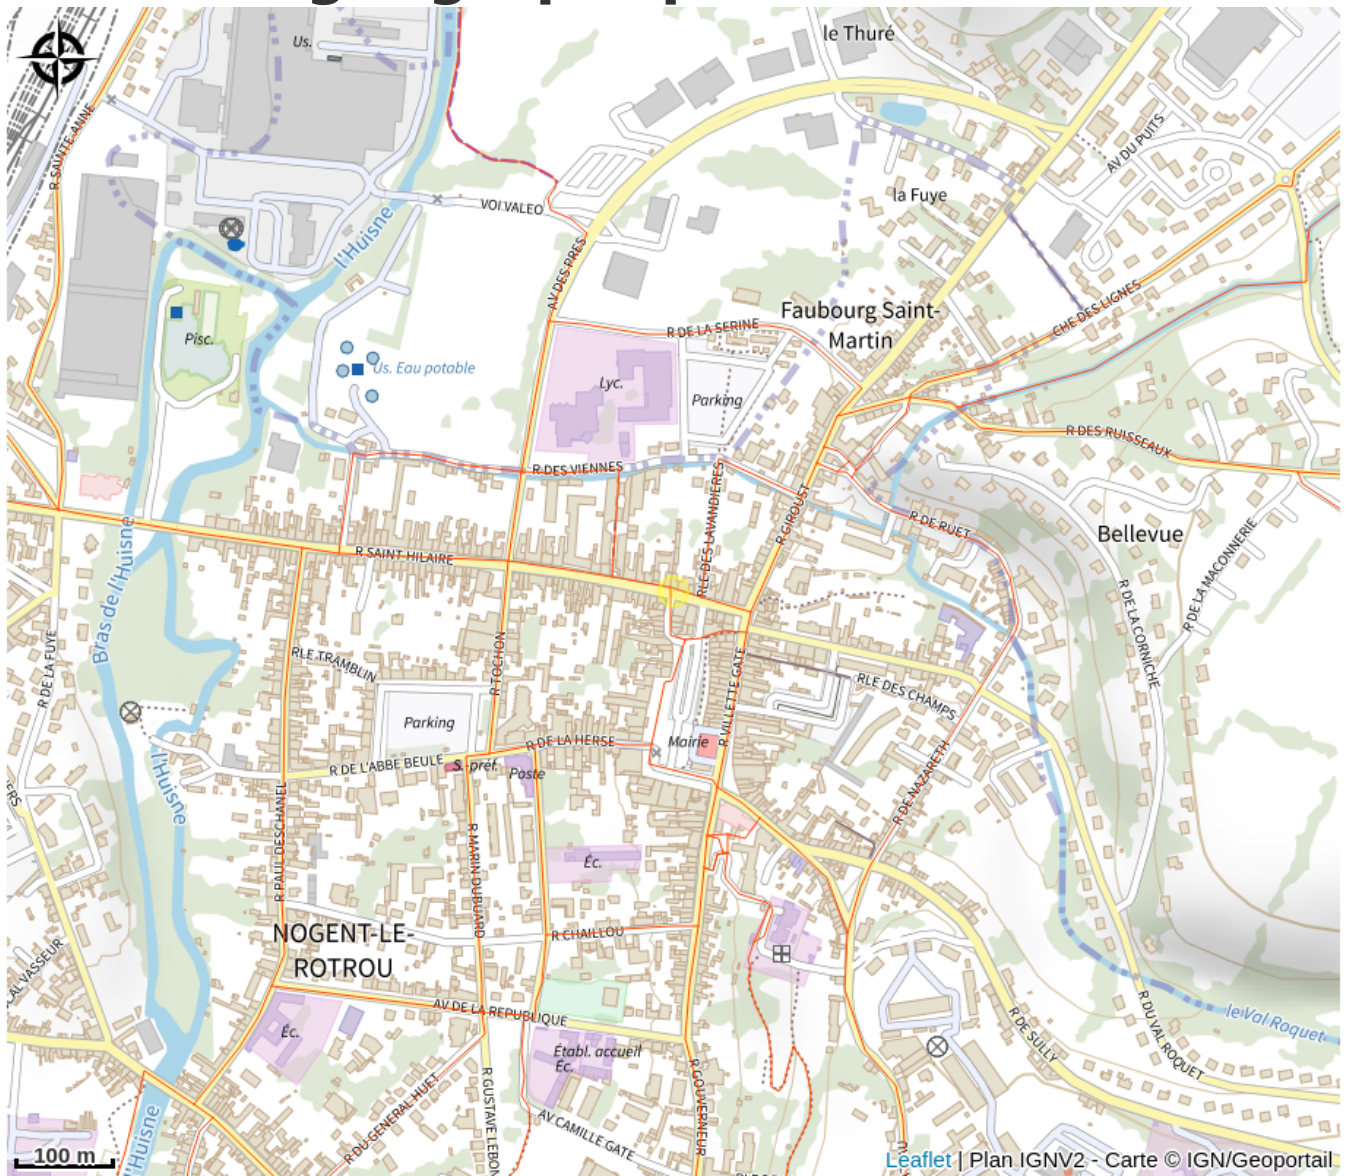 le Thuré
Us.
R SAINTE-ANNE
AV DU PUITS
la Fuye
VOI VALEO
l'Huisne
AV DES PRES
CHE DES LIGNES
Faubourg Saint-
Martin
R DE LA SERINE
Pisc.
Us. Eau potable
Lyc.
Parking
R DES RUISSEAUX
R DES VIENNES
RLE DES LAVANDIERES
R GIROUST
R DE RUET
Bellevue
R DE LA MACONNERIE
R SAINT HILAIRE
Bras de l'Huisne
R DE LA CORNICHE
R DE LA FUYE
RLE TRAMBLIN
R TOCHON
R VILLETTE GATE
RLE DES CHAMPS
Parking
Mairie
R DE LA HERSE
R DE L'ABBE BEULE
S.-préf.
Poste
l'Huisne
R DE NAZARETH
R PAUL DESCHANEL
R MARIN DUBUARD
Éc.
NOGENT-LE-
ROTROU
R CHAILLOU
AV DE LA REPUBLIQUE
R DE SULLY
R DU VAL ROQUET
le Val Roquet
Éc.
Établ. accueil
Éc.
R DU GENERAL HUET
R GUSTAVE LEBON
AV CAMILLE GATE
R GOUVERNEUR
l'Huisne
100 m
Leaflet | Plan IGNV2 - Carte © IGN/Geoportail